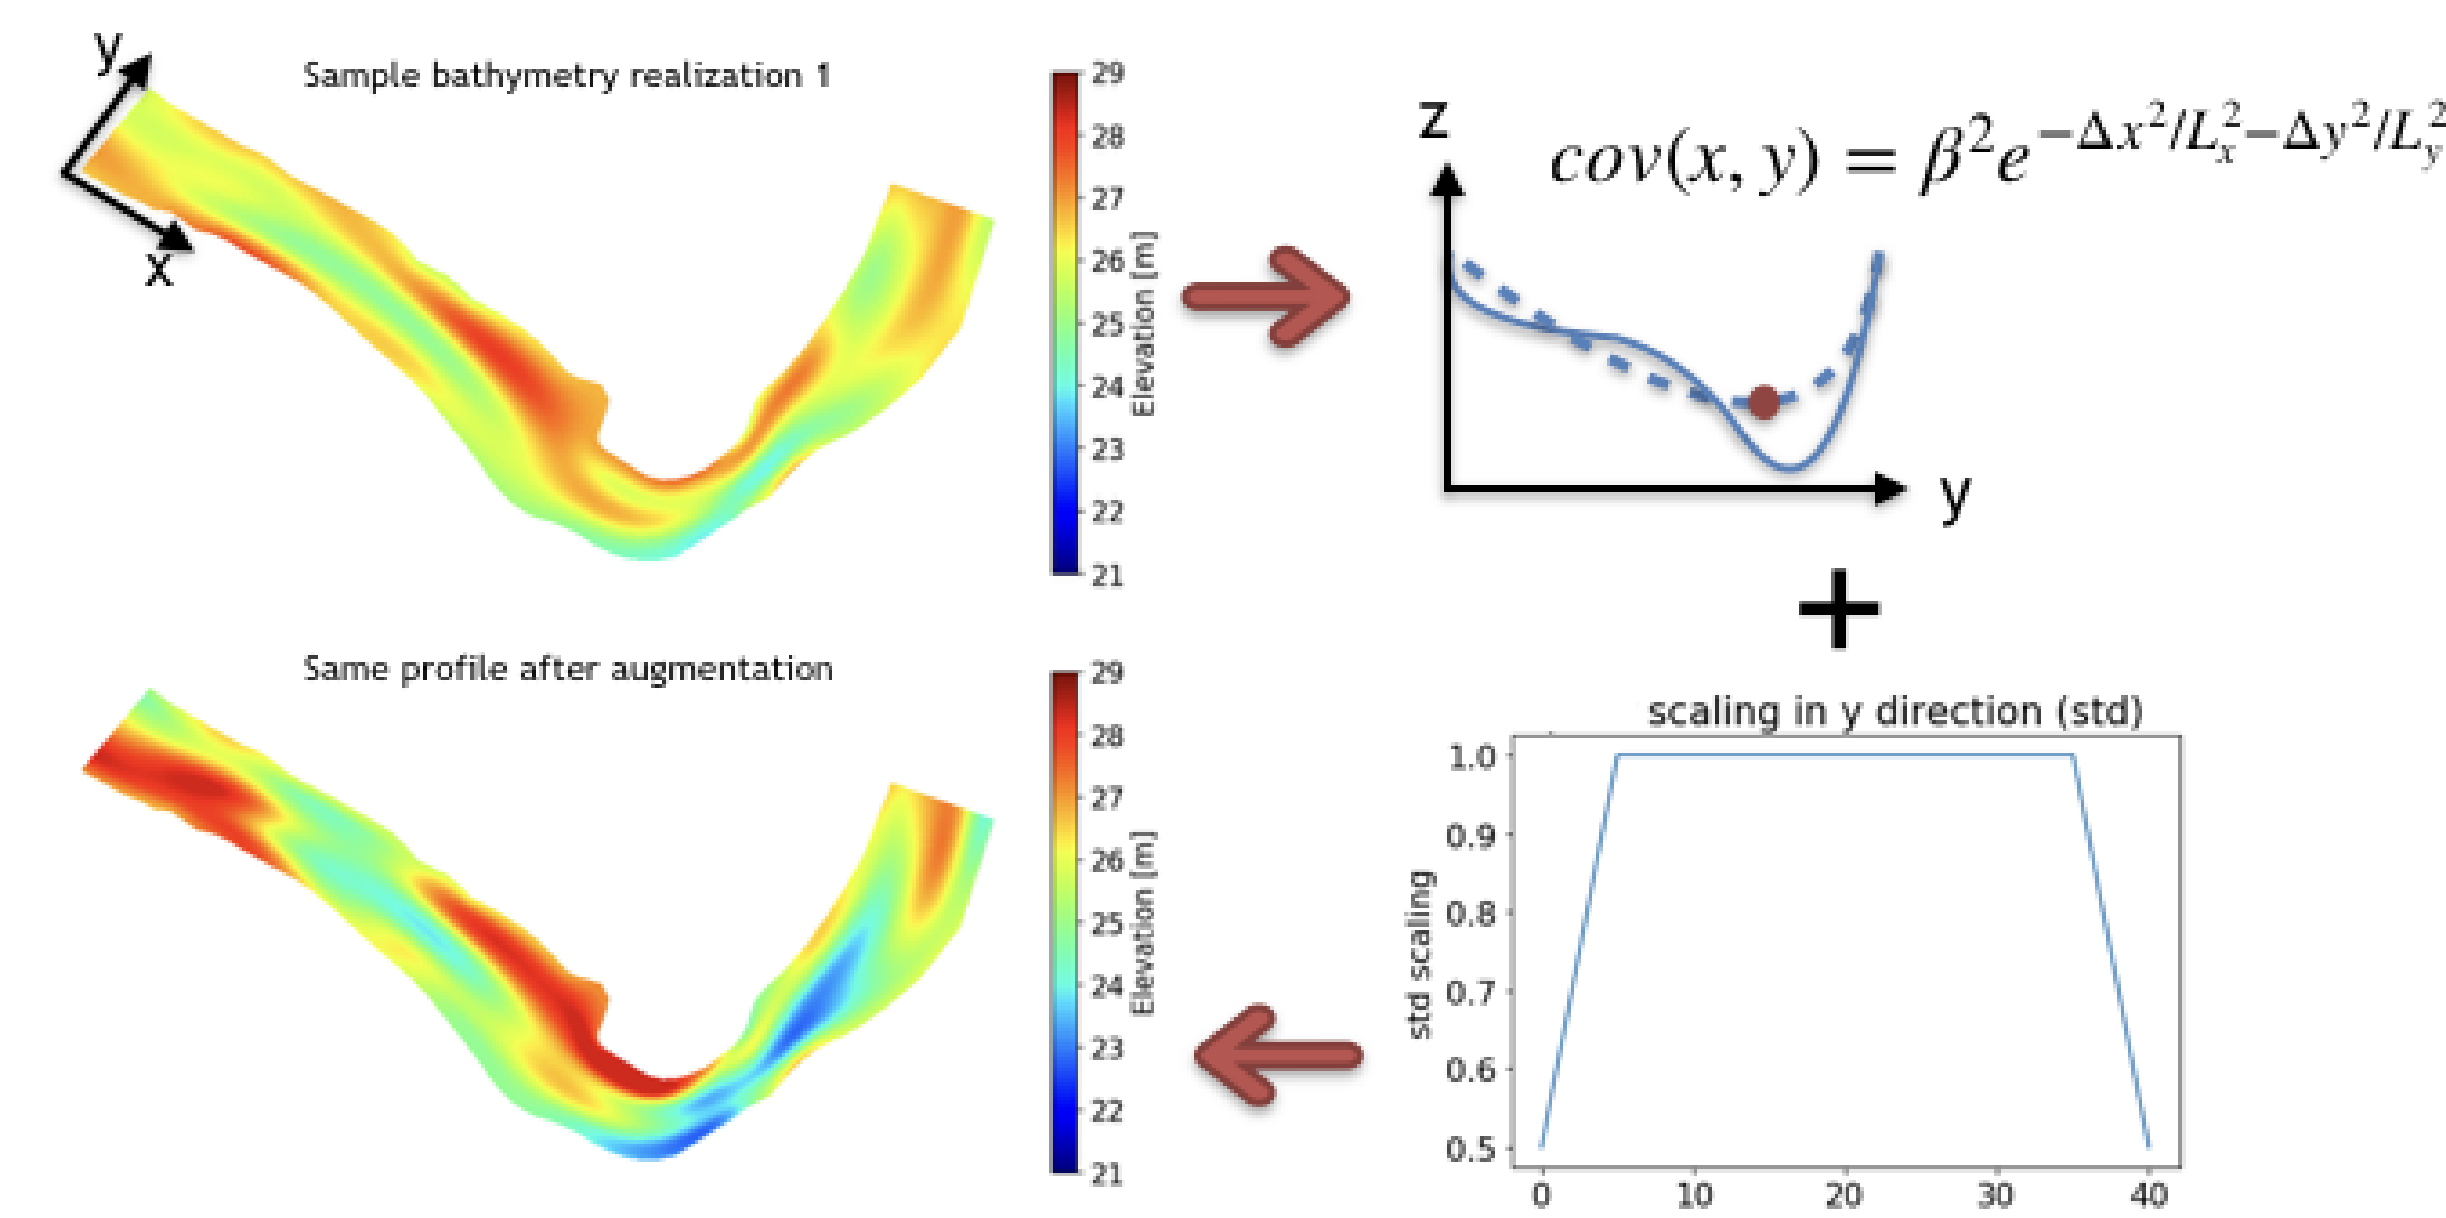 y
x
Sample bathymetry realization 1
29
28
27
26
25
24
23
22
21
Elevation [m]
z
cov(x, y) = β²e^{−Δx²/L_x²−Δy²/L_y²}
y
+
Same profile after augmentation
29
28
27
26
25
24
23
22
21
Elevation [m]
scaling in y direction (std)
std scaling
1.0
0.9
0.8
0.7
0.6
0.5
0 10 20 30 40